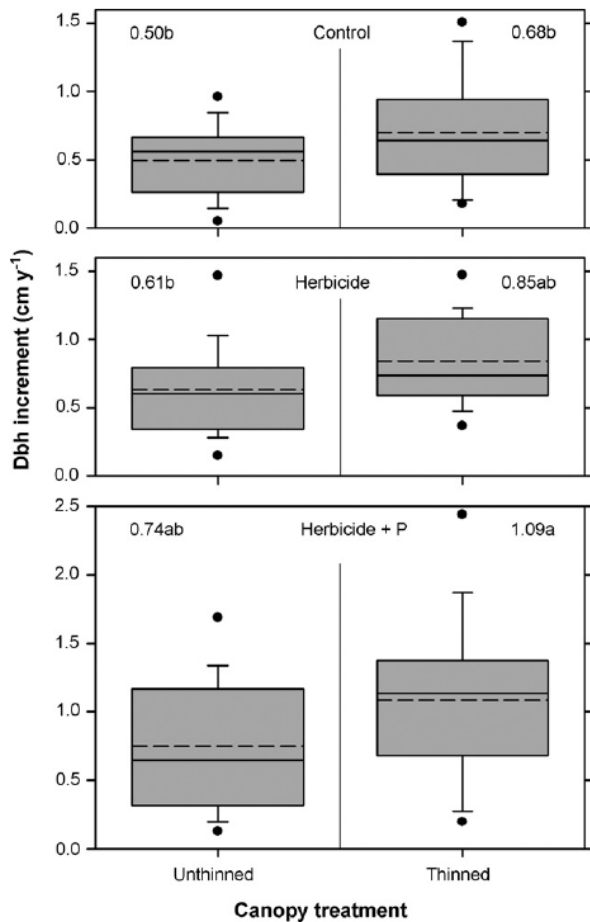 0.50b Control 0.68b
1.5
1.0
0.5
0.0
0.61b Herbicide 0.85ab
1.5
1.0
0.5
0.0
0.74ab Herbicide + P 1.09a
2.5
2.0
1.5
1.0
0.5
0.0
Dbh increment (cm y⁻¹)
Unthinned Thinned
Canopy treatment